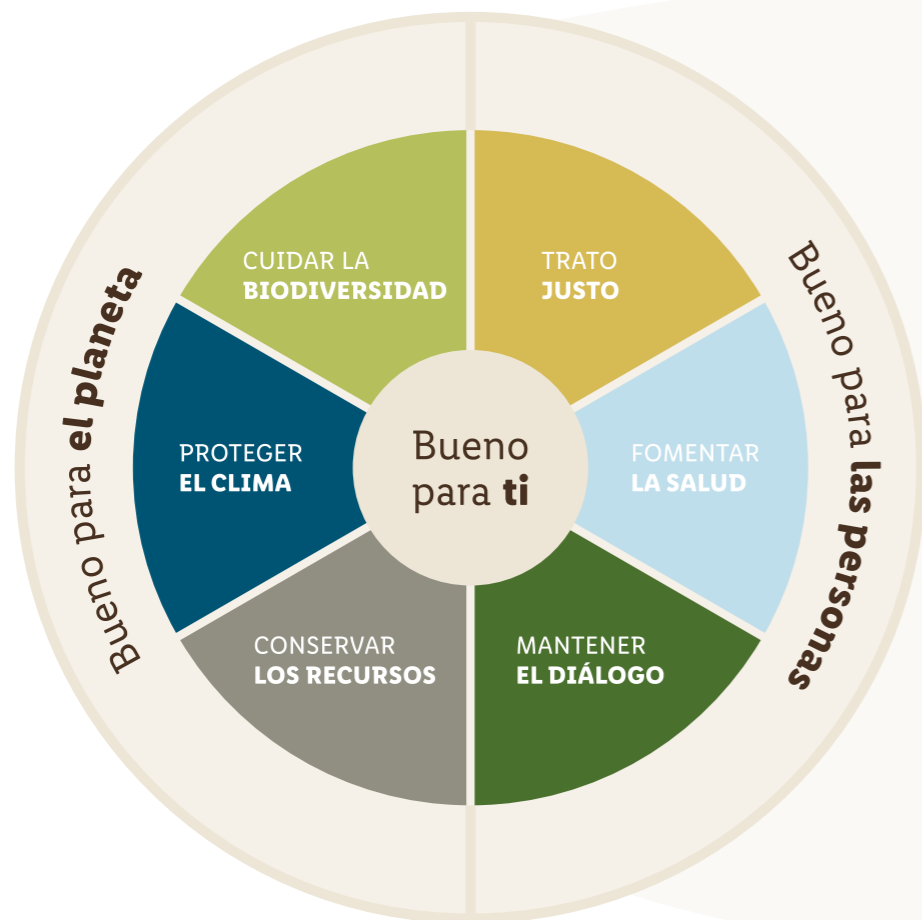 Bueno para el planeta
CUIDAR LA
BIODIVERSIDAD
TRATO
JUSTO
PROTEGER
EL CLIMA
Bueno
para ti
FOMENTAR
LA SALUD
CONSERVAR
LOS RECURSOS
MANTENER
EL DIÁLOGO
Bueno para las personas